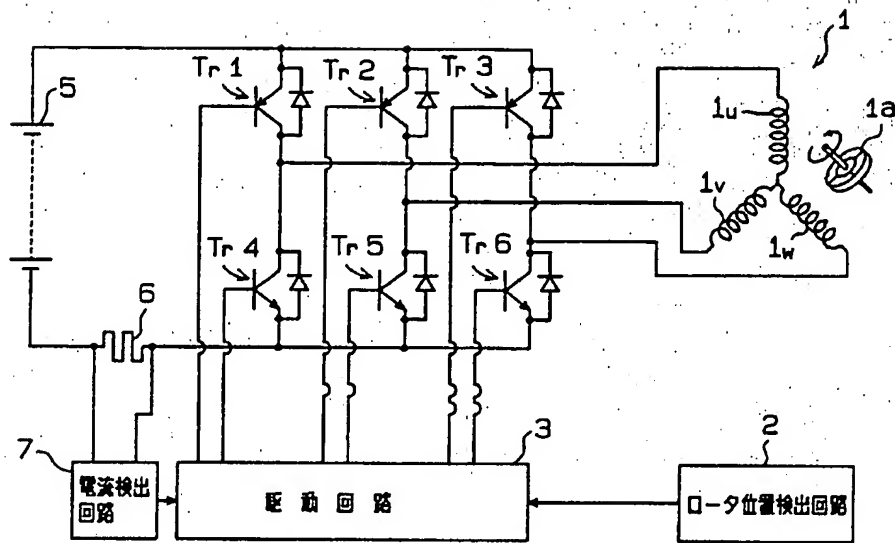 1
5
Tr 1
Tr 2
Tr 3
1u
1a
1v
1w
Tr 4
Tr 5
Tr 6
6
7
3
2
電流検出
回路
駆動回路
ロータ位置検出回路